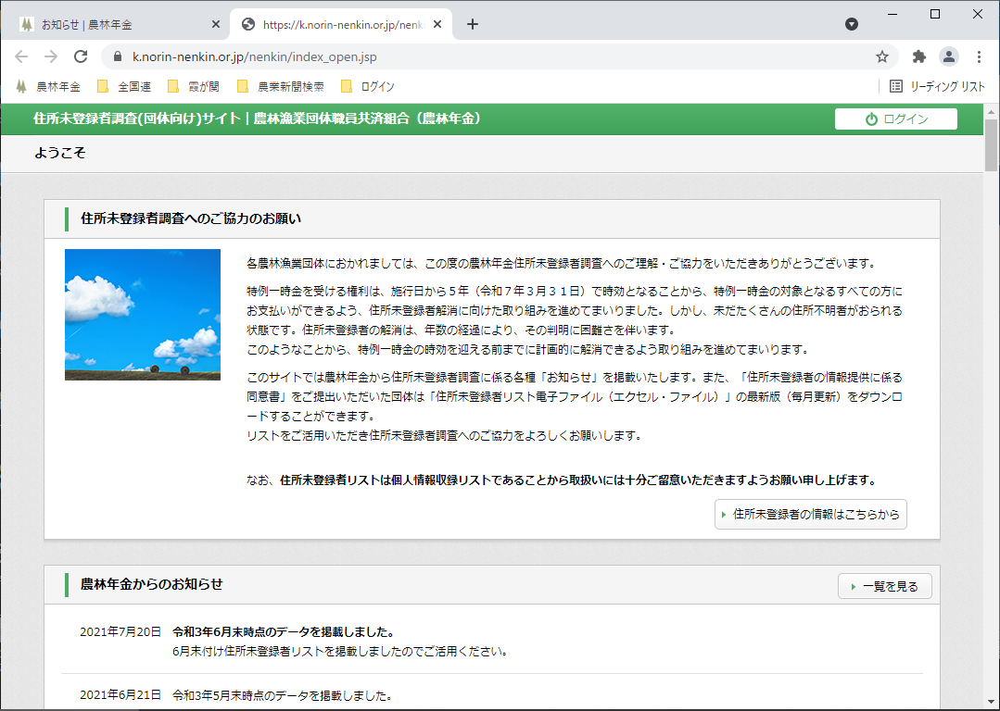 お知らせ | 農林年金
https://k.norin-nenkin.or.jp/nenk
k.norin-nenkin.or.jp/nenkin/index_open.jsp
農林年金 全国連 霞が関 農業新聞検索 ログイン リーディング リスト
住所未登録者調査(団体向け)サイト | 農林漁業団体職員共済組合（農林年金）
ログイン
ようこそ
住所未登録者調査へのご協力のお願い
各農林漁業団体におかれましては、この度の農林年金住所未登録者調査へのご理解・ご協力をいただきありがとうございます。
特例一時金を受ける権利は、施行日から５年（令和７年３月３１日）で時効となることから、特例一時金の対象となるすべての方に
お支払いができるよう、住所未登録者解消に向けた取り組みを進めてまいりました。しかし、未だたくさんの住所不明者がおられる
状態です。住所未登録者の解消は、年数の経過により、その判明に困難さを伴います。
このようなことから、特例一時金の時効を迎える前までに計画的に解消できるよう取り組みを進めてまいります。
このサイトでは農林年金から住所未登録者調査に係る各種「お知らせ」を掲載いたします。また、「住所未登録者の情報提供に係る
同意書」をご提出いただいた団体は「住所未登録者リスト電子ファイル（エクセル・ファイル）」の最新版（毎月更新）をダウンロ
ードすることができます。
リストをご活用いただき住所未登録者調査へのご協力をよろしくお願いします。
なお、住所未登録者リストは個人情報収録リストであることから取扱いには十分ご留意いただきますようお願い申し上げます。
住所未登録者の情報はこちらから
農林年金からのお知らせ
一覧を見る
2021年7月20日 令和3年6月末時点のデータを掲載しました。
6月末付け住所未登録者リストを掲載しましたのでご活用ください。
2021年6月21日 令和3年5月末時点のデータを掲載しました。